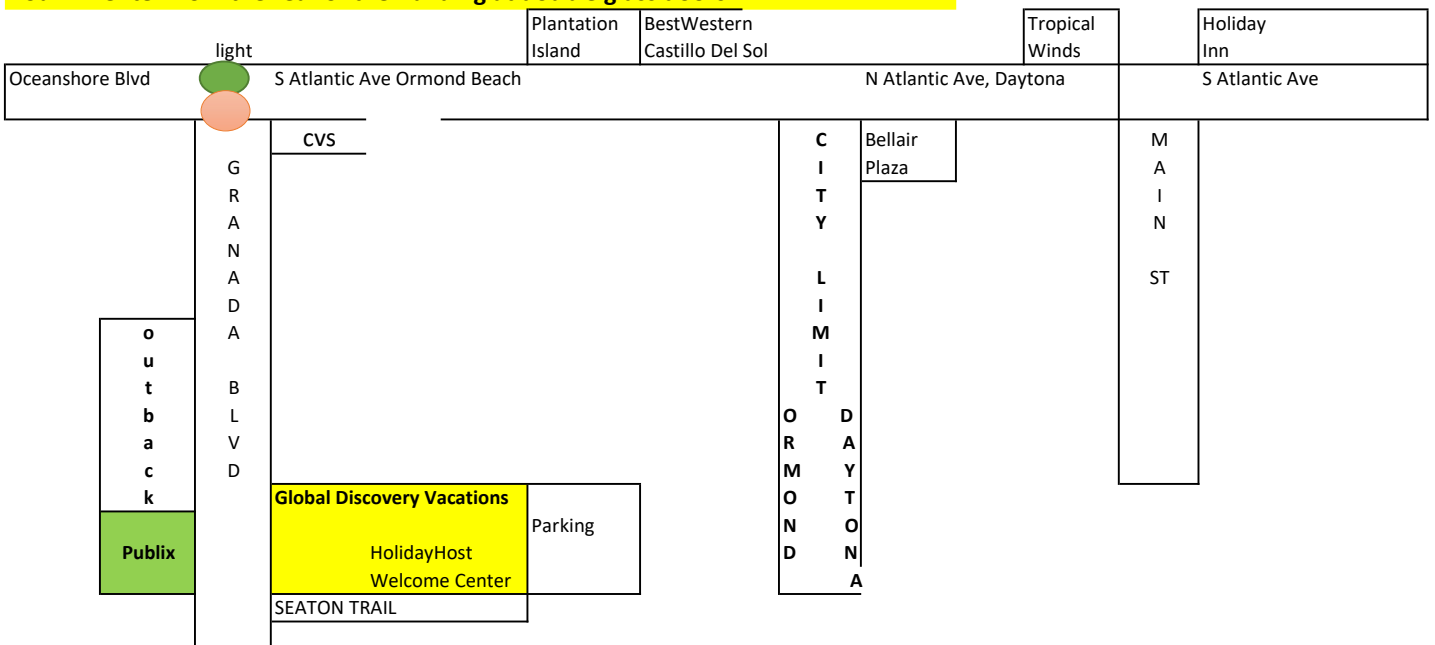 Plantation BestWestern Tropical Holiday
light Island Castillo Del Sol Winds Inn
Oceanshore Blvd S Atlantic Ave Ormond Beach N Atlantic Ave, Daytona S Atlantic Ave
CVS
Bellair
Plaza
GRANADA BLVD
CITY LIMIT
MAIN ST
outback
ORMOND
DAYTONA
Global Discovery Vacations
Parking
Publix
HolidayHost
Welcome Center
SEATON TRAIL